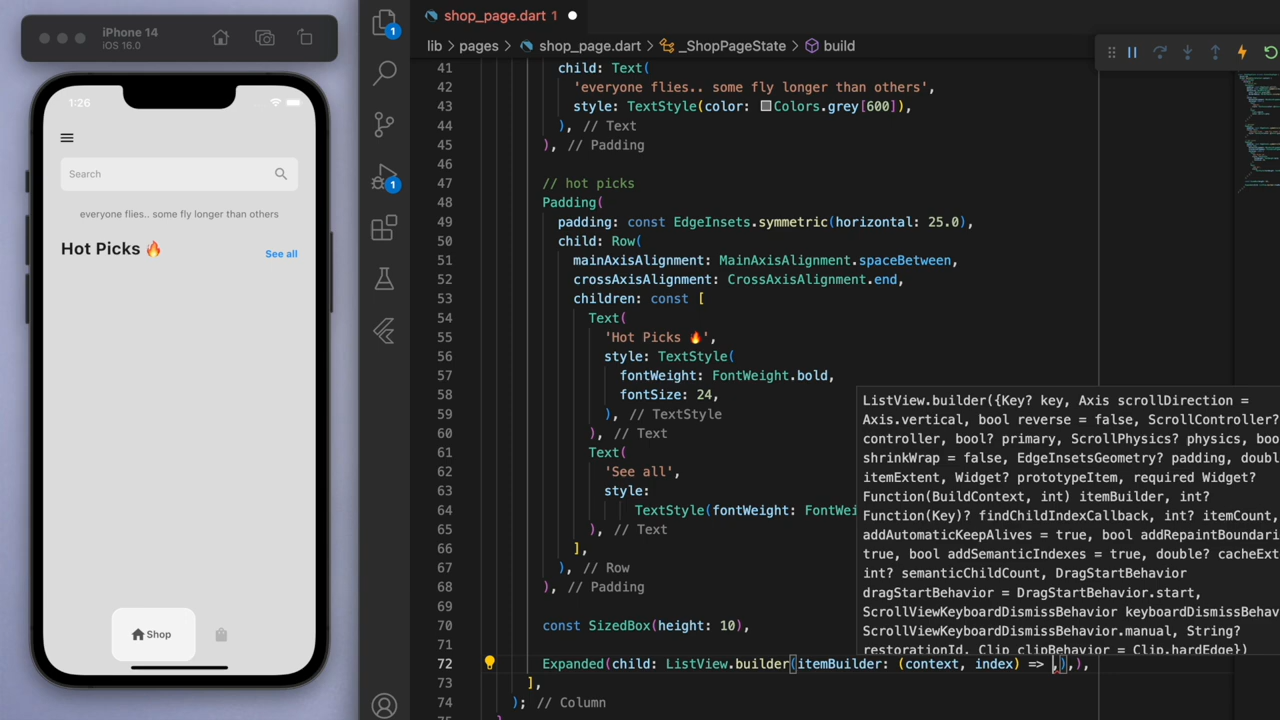 iPhone 14
iOS 16.0
1:26
Search
everyone flies.. some fly longer than others
Hot Picks 🔥
See all
Shop
1
1
shop_page.dart 1
lib > pages > shop_page.dart > _ShopPageState > build
41 child: Text(
42 'everyone flies.. some fly longer than others',
43 style: TextStyle(color: Colors.grey[600]),
44 ), // Text
45 ), // Padding
46
47 // hot picks
48 Padding(
49 padding: const EdgeInsets.symmetric(horizontal: 25.0),
50 child: Row(
51 mainAxisAlignment: MainAxisAlignment.spaceBetween,
52 crossAxisAlignment: CrossAxisAlignment.end,
53 children: const [
54 Text(
55 'Hot Picks 🔥',
56 style: TextStyle(
57 fontWeight: FontWeight.bold,
58 fontSize: 24,
59 ), // TextStyle
60 ), // Text
61 Text(
62 'See all',
63 style:
64 TextStyle(fontWeight: FontWei
65 ), // Text
66 ],
67 ), // Row
68 ), // Padding
69
70 const SizedBox(height: 10),
71
72 Expanded(child: ListView.builder(itemBuilder: (context, index) => ,),),
73 ],
74 ); // Column
ListView.builder({Key? key, Axis scrollDirection =
Axis.vertical, bool reverse = false, ScrollController?
controller, bool? primary, ScrollPhysics? physics, boo
shrinkWrap = false, EdgeInsetsGeometry? padding, doubl
itemExtent, Widget? prototypeItem, required Widget?
Function(BuildContext, int) itemBuilder, int?
Function(Key)? findChildIndexCallback, int? itemCount,
addAutomaticKeepAlives = true, bool addRepaintBoundari
true, bool addSemanticIndexes = true, double? cacheExt
int? semanticChildCount, DragStartBehavior
dragStartBehavior = DragStartBehavior.start,
ScrollViewKeyboardDismissBehavior keyboardDismissBehav
ScrollViewKeyboardDismissBehavior.manual, String?
restorationId, Clip clipBehavior = Clip.hardEdge})